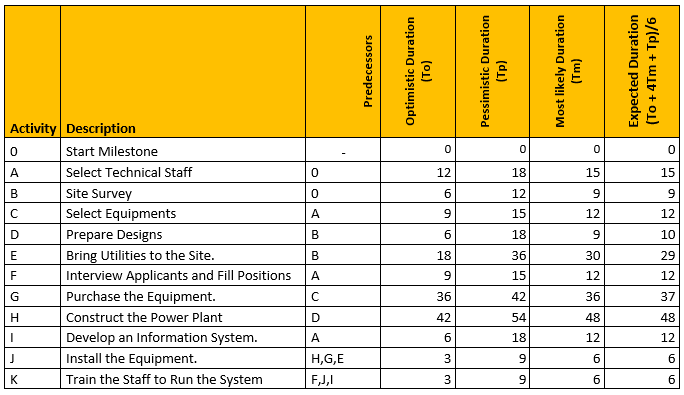 Activity Description Predecessors Optimistic Duration (To) Pessimistic Duration (Tp) Most likely Duration (Tm) Expected Duration (To + 4Tm + Tp)/6
0 Start Milestone - 0 0 0 0
A Select Technical Staff 0 12 18 15 15
B Site Survey 0 6 12 9 9
C Select Equipments A 9 15 12 12
D Prepare Designs B 6 18 9 10
E Bring Utilities to the Site. B 18 36 30 29
F Interview Applicants and Fill Positions A 9 15 12 12
G Purchase the Equipment. C 36 42 36 37
H Construct the Power Plant D 42 54 48 48
I Develop an Information System. A 6 18 12 12
J Install the Equipment. H,G,E 3 9 6 6
K Train the Staff to Run the System F,J,I 3 9 6 6